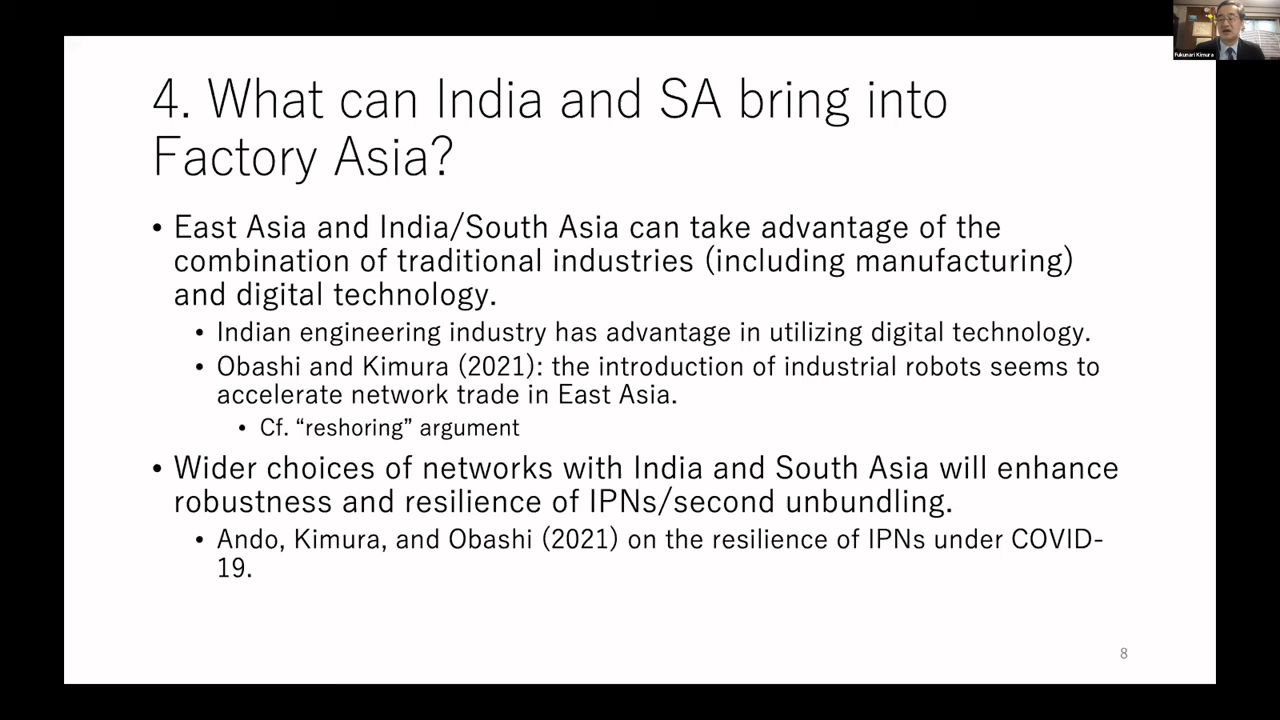 Fukunari Kimura
4. What can India and SA bring into
Factory Asia?
• East Asia and India/South Asia can take advantage of the
combination of traditional industries (including manufacturing)
and digital technology.
• Indian engineering industry has advantage in utilizing digital technology.
• Obashi and Kimura (2021): the introduction of industrial robots seems to
accelerate network trade in East Asia.
• Cf. “reshoring” argument
• Wider choices of networks with India and South Asia will enhance
robustness and resilience of IPNs/second unbundling.
• Ando, Kimura, and Obashi (2021) on the resilience of IPNs under COVID-
19.
8